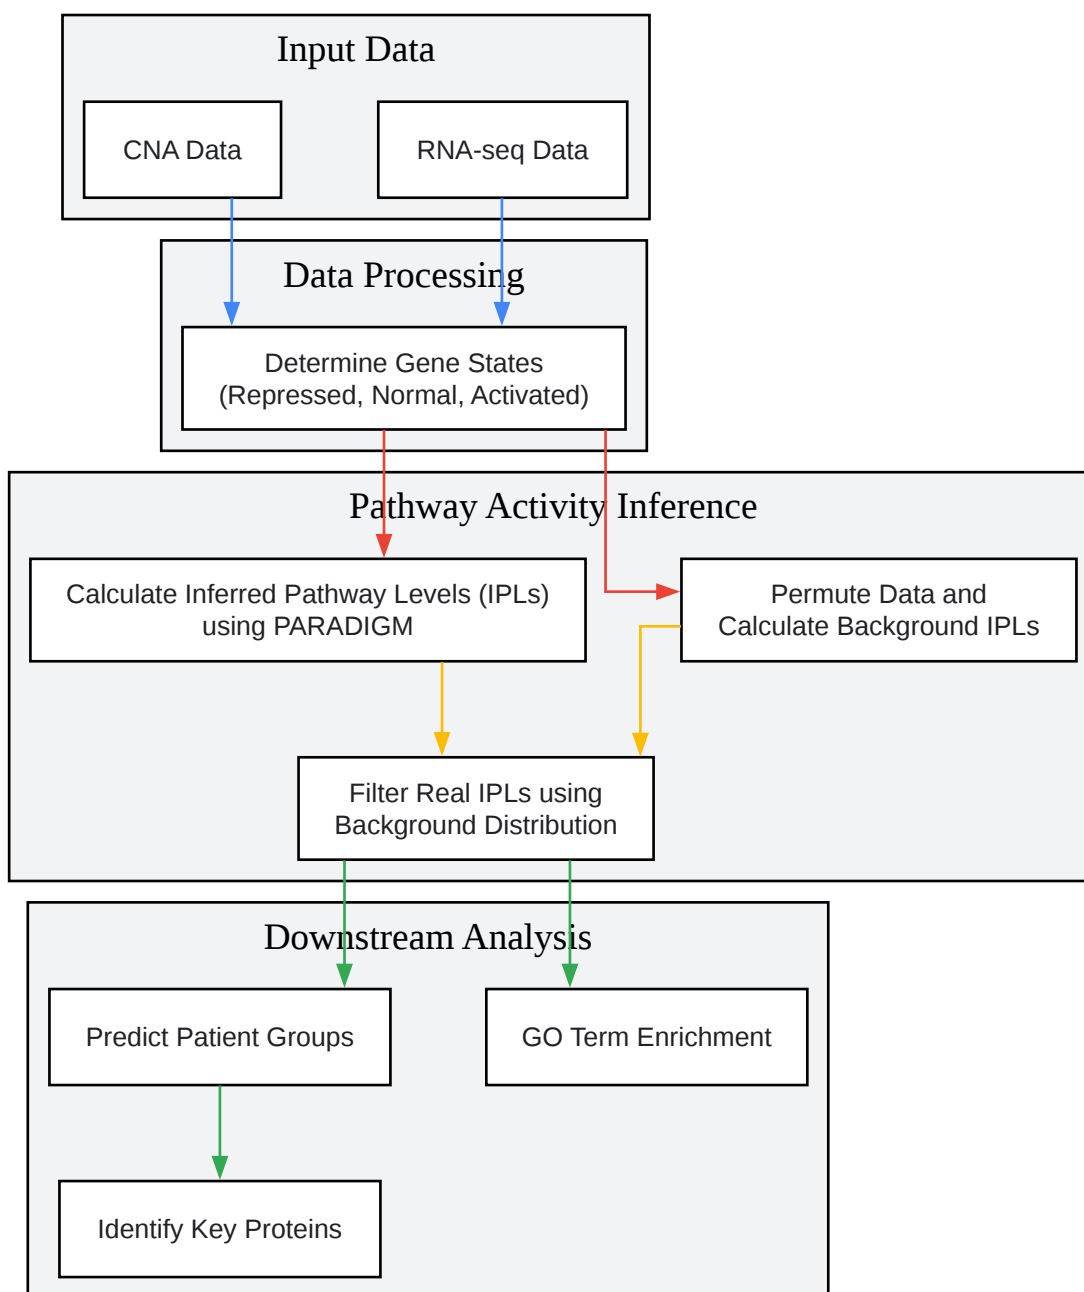 Input Data
CNA Data
RNA-seq Data
Data Processing
Determine Gene States
(Repressed, Normal, Activated)
Pathway Activity Inference
Calculate Inferred Pathway Levels (IPLs)
using PARADIGM
Permute Data and
Calculate Background IPLs
Filter Real IPLs using
Background Distribution
Downstream Analysis
Predict Patient Groups
GO Term Enrichment
Identify Key Proteins